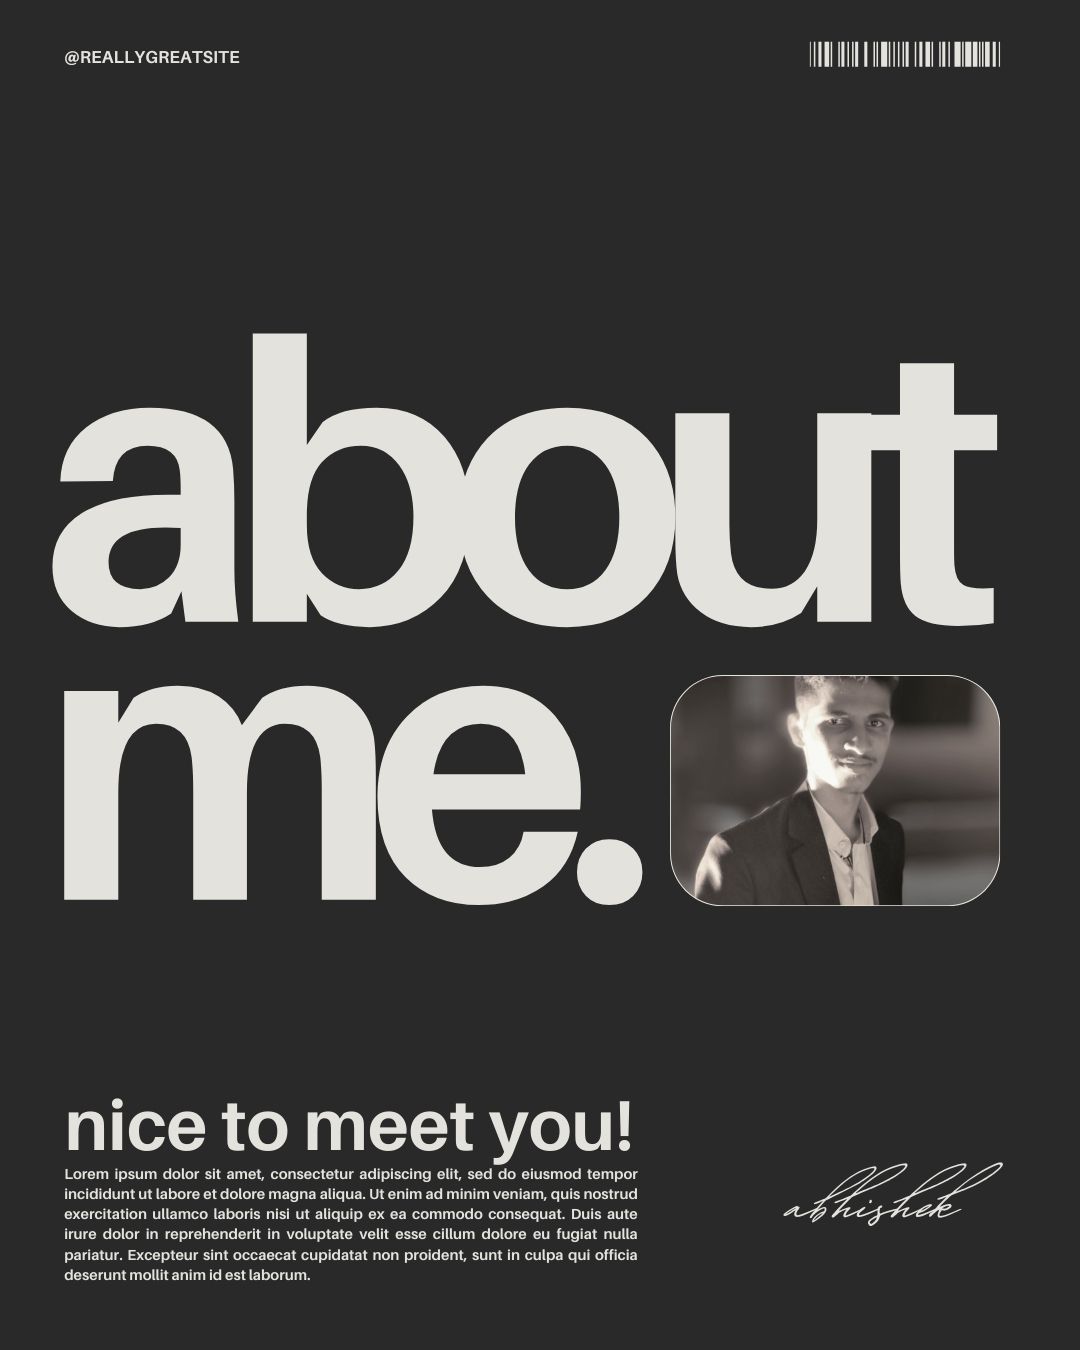 @REALLYGREATSITE
about
me.
nice to meet you!
Lorem ipsum dolor sit amet, consectetur adipiscing elit, sed do eiusmod tempor
incididunt ut labore et dolore magna aliqua. Ut enim ad minim veniam, quis nostrud
exercitation ullamco laboris nisi ut aliquip ex ea commodo consequat. Duis aute
irure dolor in reprehenderit in voluptate velit esse cillum dolore eu fugiat nulla
pariatur. Excepteur sint occaecat cupidatat non proident, sunt in culpa qui officia
deserunt mollit anim id est laborum.
abhishek